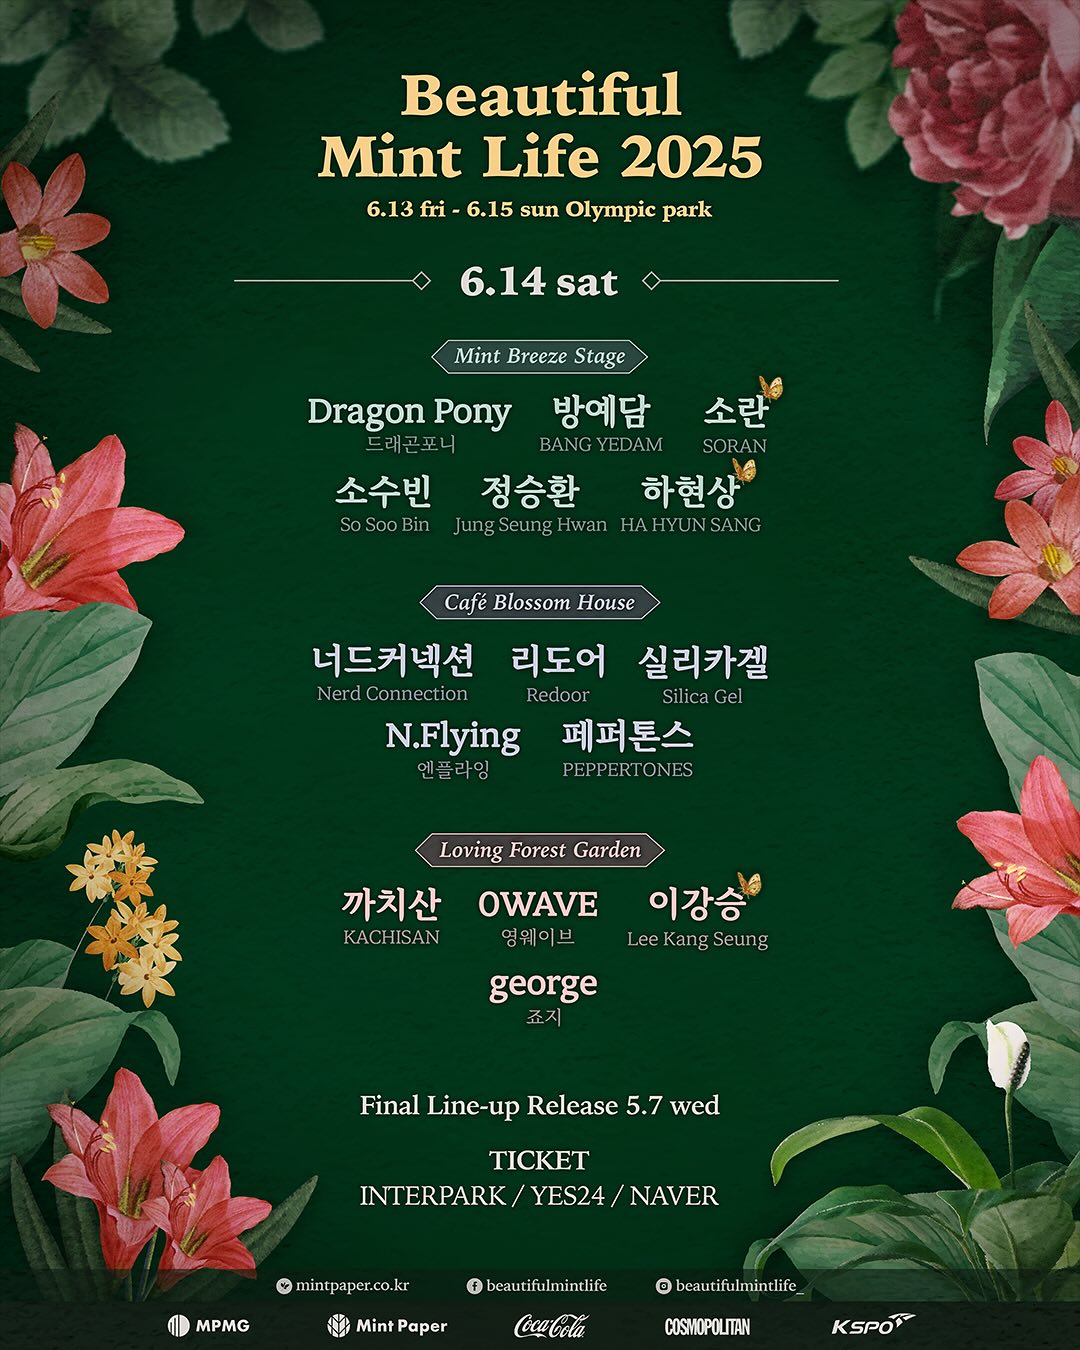 Beautiful
Mint Life 2025
6.13 fri - 6.15 sun Olympic park
6.14 sat
Mint Breeze Stage
Dragon Pony 방예담 소란
드래곤포니 BANG YEDAM SORAN
소수빈 정승환 하현상
So Soo Bin Jung Seung Hwan HA HYUN SANG
Café Blossom House
너드커넥션 리도어 실리카겔
Nerd Connection Redoor Silica Gel
N.Flying 페퍼톤스
엔플라잉 PEPPERTONES
Loving Forest Garden
까치산 0WAVE 이강승
KACHISAN 영웨이브 Lee Kang Seung
george
죠지
Final Line-up Release 5.7 wed
TICKET
INTERPARK / YES24 / NAVER
mintpaper.co.kr beautifulmintlife beautifulmintlife_
MPMG Mint Paper Coca-Cola COSMOPOLITAN KSPO